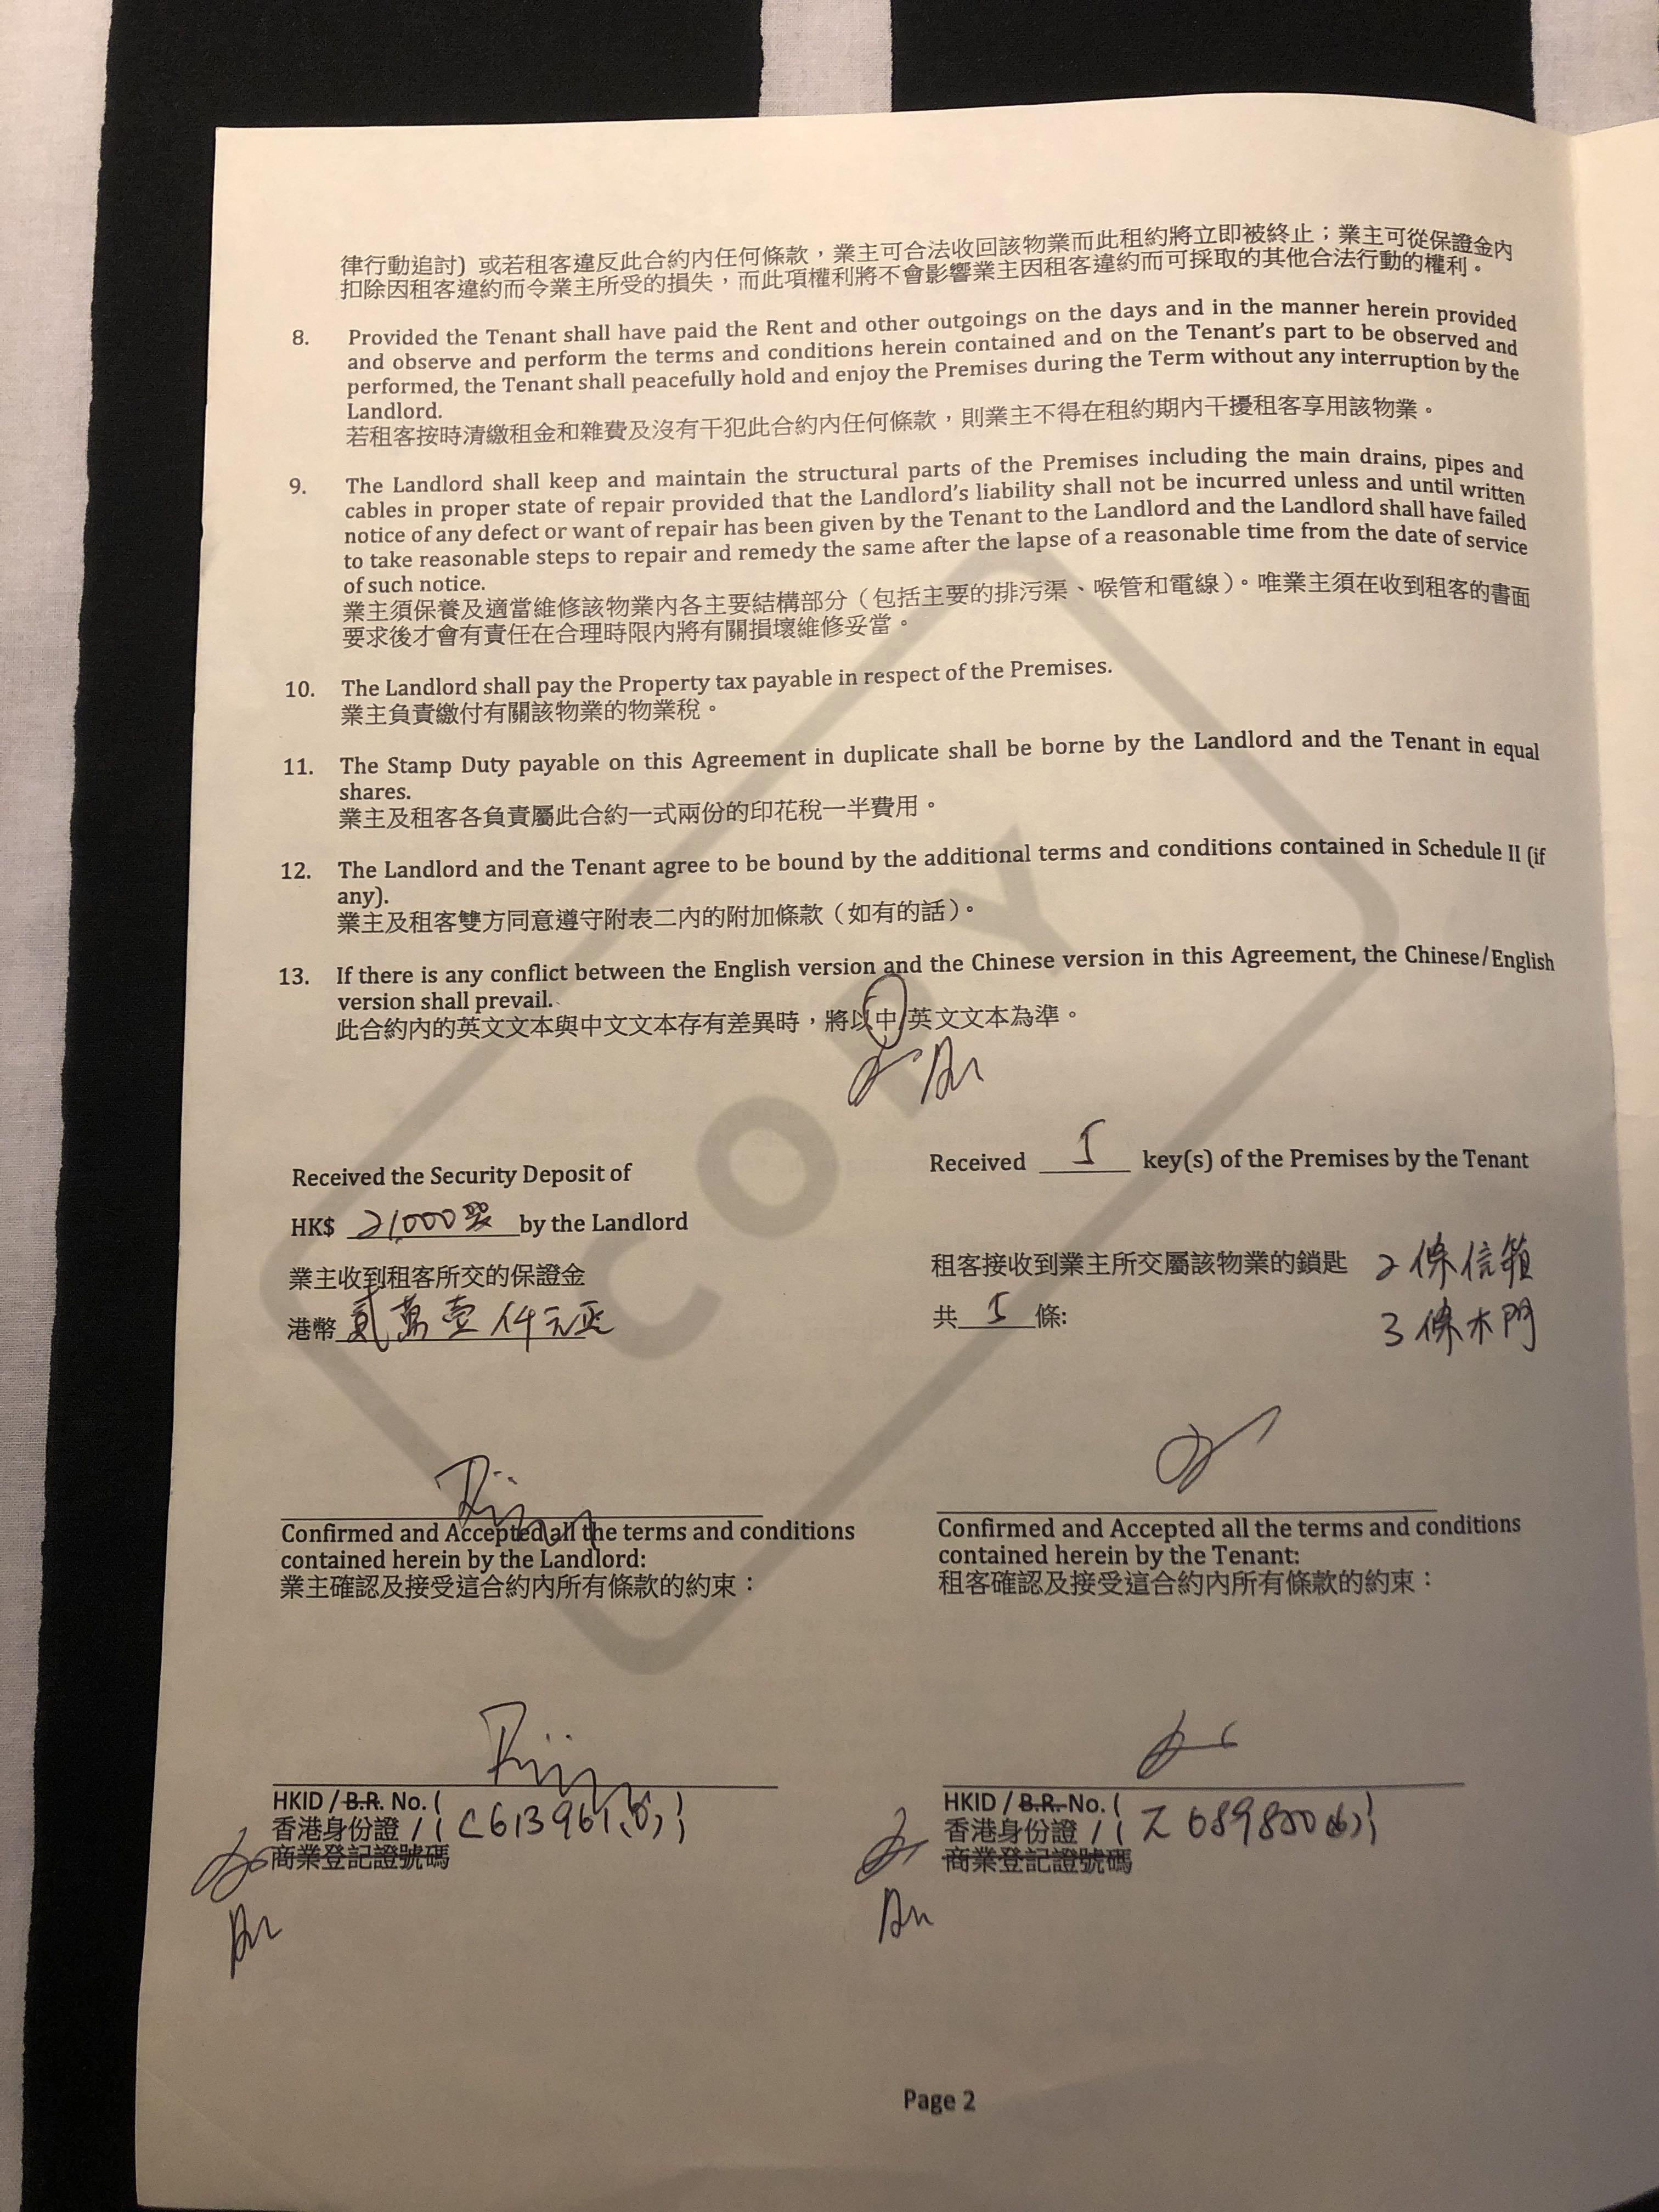 律行動追討) 或若租客違反此合約內任何條款，業主可合法收回該物業而此租約將立即被終止；業主可從保證金內
扣除因租客違約而令業主所受的損失，而此項權利將不會影響業主因租客違約而可採取的其他合法行動的權利。
8. Provided the Tenant shall have paid the Rent and other outgoings on the days and in the manner herein provided
and observe and perform the terms and conditions herein contained and on the Tenant's part to be observed and
performed, the Tenant shall peacefully hold and enjoy the Premises during the Term without any interruption by the
Landlord.
若租客按時清繳租金和雜費及沒有干犯此合約內任何條款，則業主不得在租約期內干擾租客享用該物業。
9. The Landlord shall keep and maintain the structural parts of the Premises including the main drains, pipes and
cables in proper state of repair provided that the Landlord's liability shall not be incurred unless and until written
notice of any defect or want of repair has been given by the Tenant to the Landlord and the Landlord shall have failed
to take reasonable steps to repair and remedy the same after the lapse of a reasonable time from the date of service
of such notice.
業主須保養及適當維修該物業內各主要結構部分（包括主要的排污渠、喉管和電線）。唯業主須在收到租客的書面
要求後才會有責任在合理時限內將有關損壞維修妥當。
10. The Landlord shall pay the Property tax payable in respect of the Premises.
業主負責繳付有關該物業的物業稅。
11. The Stamp Duty payable on this Agreement in duplicate shall be borne by the Landlord and the Tenant in equal
shares.
業主及租客各負責屬此合約一式兩份的印花稅一半費用。
12. The Landlord and the Tenant agree to be bound by the additional terms and conditions contained in Schedule II (if
any).
業主及租客雙方同意遵守附表二內的附加條款（如有的話）。
13. If there is any conflict between the English version and the Chinese version in this Agreement, the Chinese/English
version shall prevail.
此合約內的英文文本與中文文本存有差異時，將以中/英文文本為準。
COPY
Received the Security Deposit of
HK$ 21,000 by the Landlord
業主收到租客所交的保證金
港幣 貳萬壹仟元正
Received 5 key(s) of the Premises by the Tenant
租客接收到業主所交屬該物業的鎖匙 2條信箱
共 5 條: 3條木門
Confirmed and Accepted all the terms and conditions
contained herein by the Landlord:
業主確認及接受這合約內所有條款的約束：
Confirmed and Accepted all the terms and conditions
contained herein by the Tenant:
租客確認及接受這合約內所有條款的約束：
HKID / B.R. No. (
香港身份證 / ( C613961
商業登記證號碼
HKID / B.R. No. (
香港身份證 / ( Z689850(6))
商業登記證號碼
Page 2